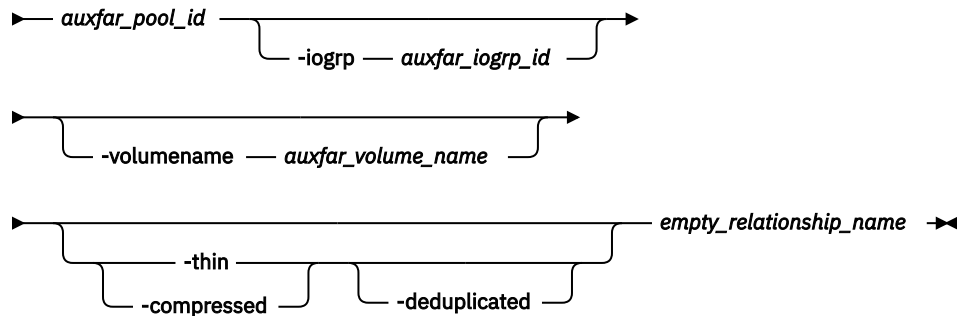 auxfar_pool_id
-iogrp auxfar_iogrp_id
-volumename auxfar_volume_name
empty_relationship_name
-thin
-compressed -deduplicated